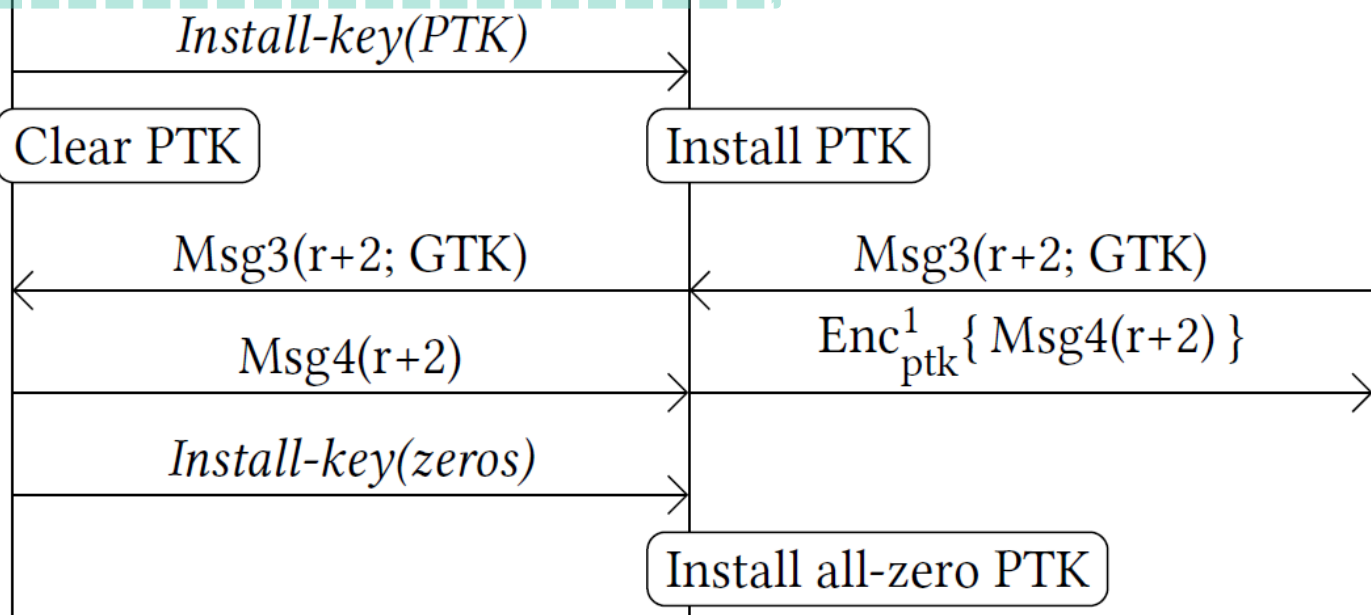 Install-key(PTK)
Clear PTK
Install PTK
Msg3(r+2; GTK)
Msg3(r+2; GTK)
Msg4(r+2)
Enc¹ptk{ Msg4(r+2) }
Install-key(zeros)
Install all-zero PTK